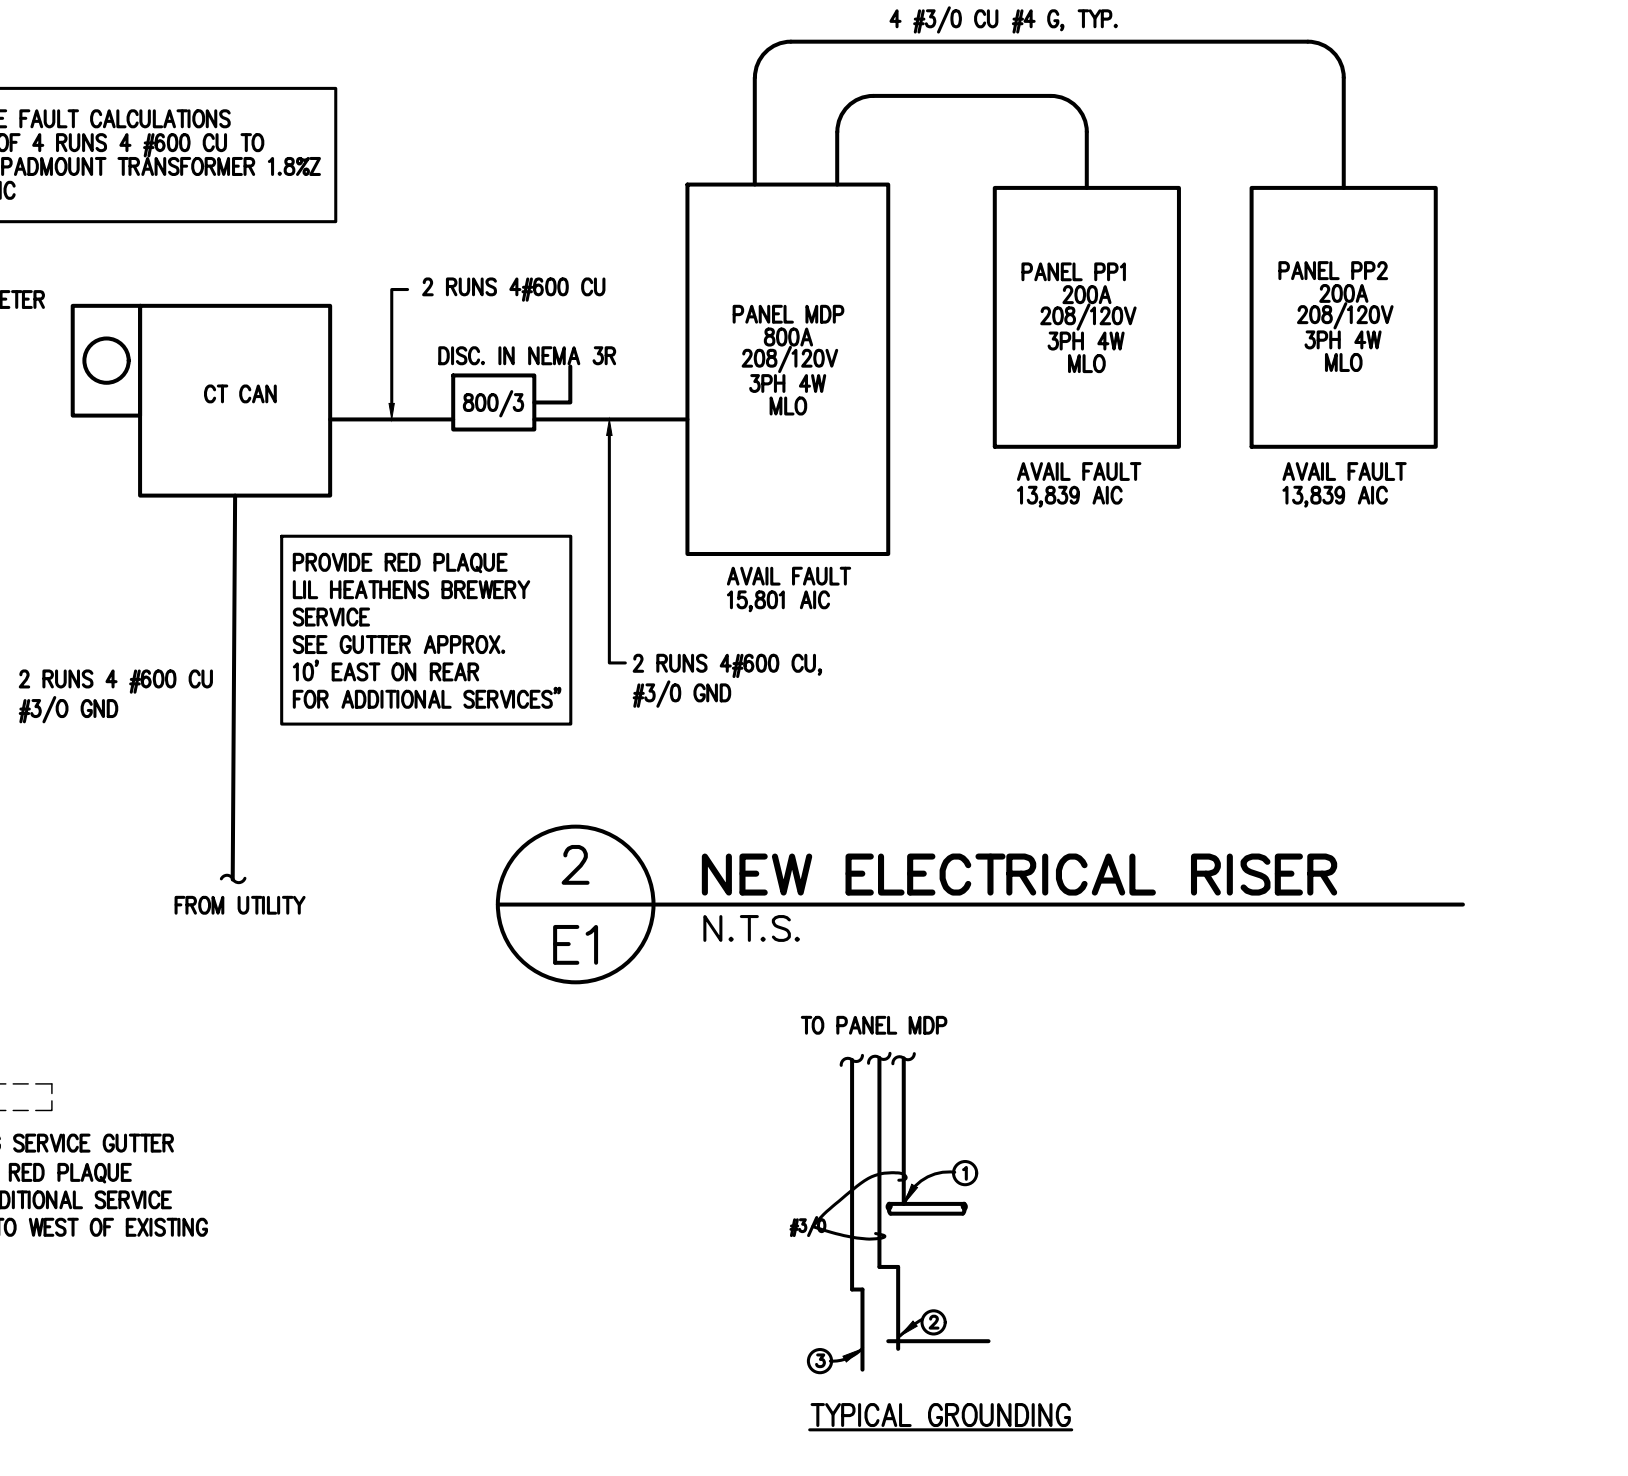 4 #3/0 CU #4 G, TYP.
FAULT CALCULATIONS
OF 4 RUNS 4 #600 CU TO
PADMOUNT TRANSFORMER 1.8%Z
2 RUNS 4#600 CU
DISC. IN NEMA 3R
800/3
CT CAN
PANEL MDP
800A
208/120V
3PH 4W
MLO
AVAIL FAULT
15,801 AIC
PANEL PP1
200A
208/120V
3PH 4W
MLO
AVAIL FAULT
13,839 AIC
PANEL PP2
200A
208/120V
3PH 4W
MLO
AVAIL FAULT
13,839 AIC
PROVIDE RED PLAQUE
LIL HEATHENS BREWERY
SERVICE
SEE GUTTER APPROX.
10' EAST ON REAR
FOR ADDITIONAL SERVICES"
2 RUNS 4#600 CU,
#3/0 GND
2 RUNS 4 #600 CU
#3/0 GND
FROM UTILITY
2
E1
NEW ELECTRICAL RISER
N.T.S.
SERVICE GUTTER
RED PLAQUE
DITIONAL SERVICE
TO WEST OF EXISTING
TO PANEL MDP
1
#3/0
2
3
TYPICAL GROUNDING